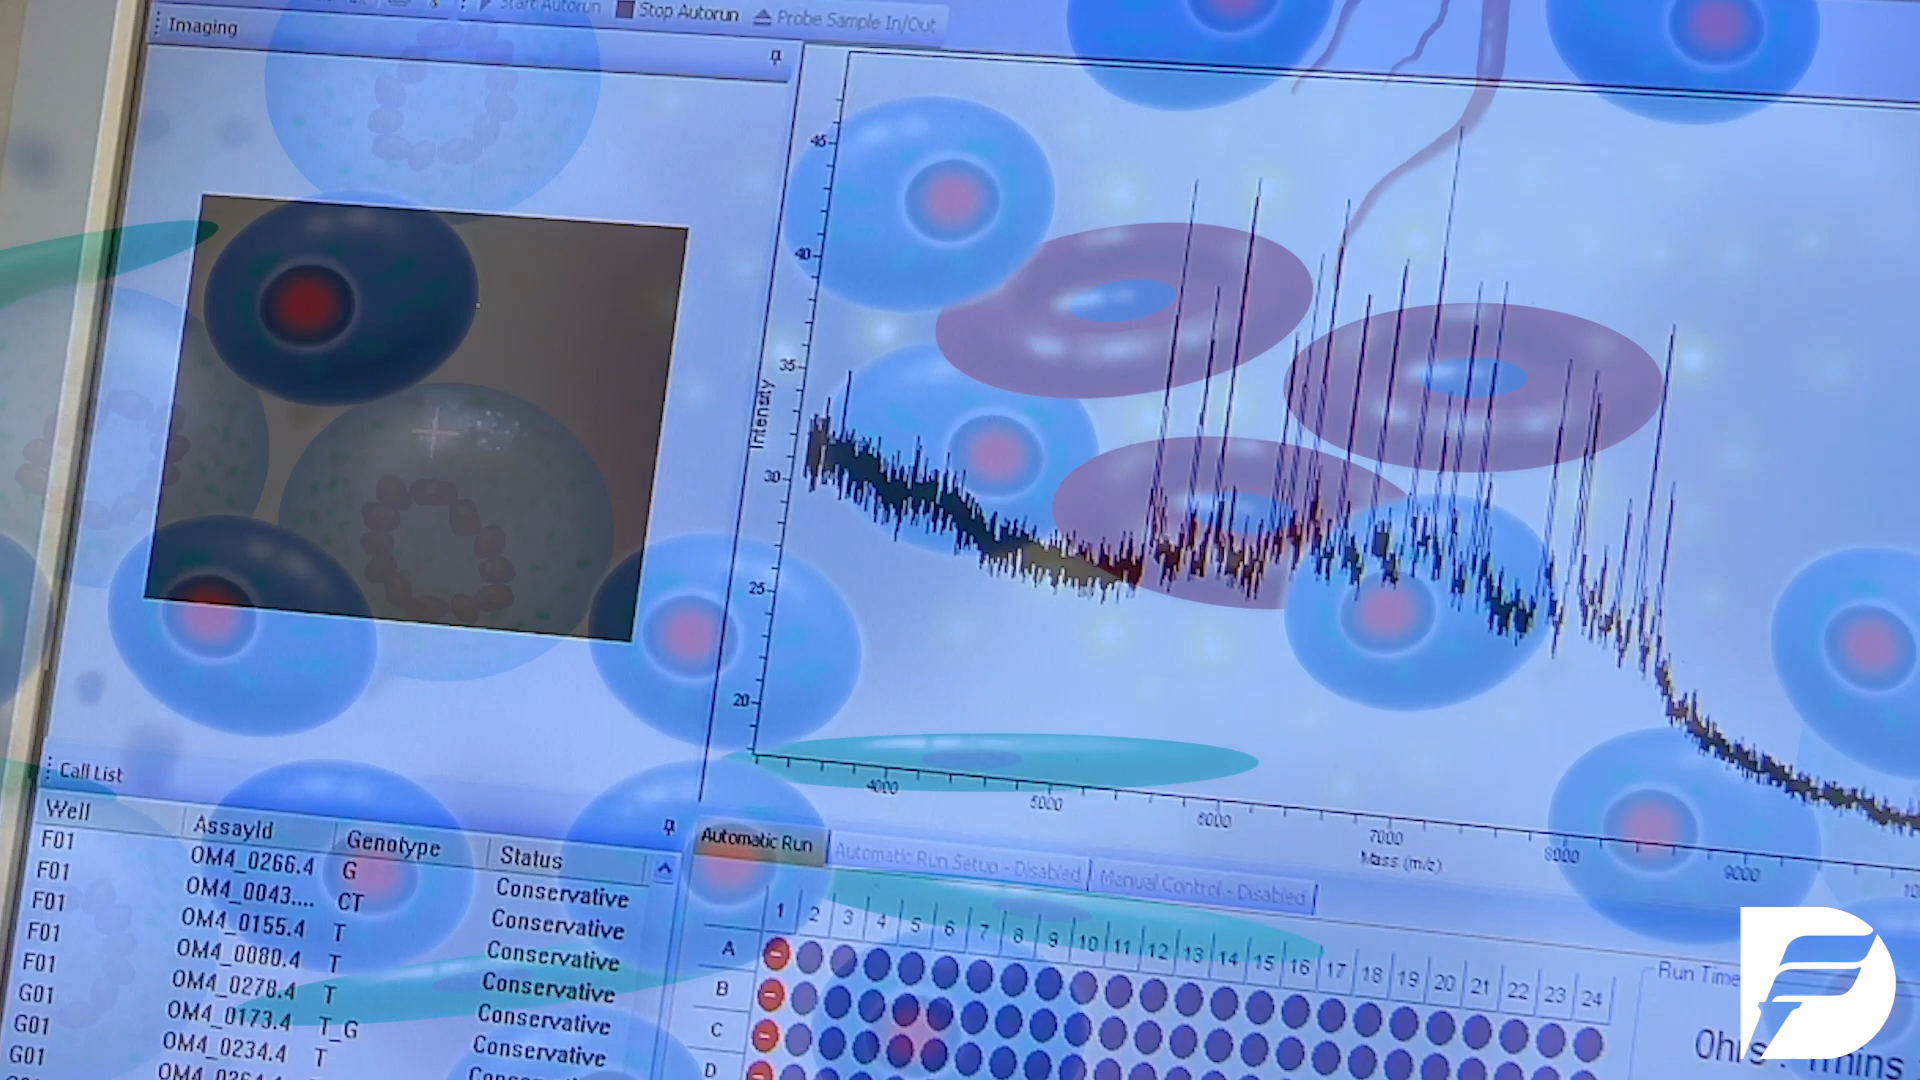 Start Autorun Stop Autorun Probe Sample In/Out
Imaging
45
40
35
30
25
20
Intensity
4000 5000 6000 7000 8000 9000
Mass (m/z)
Call List
Well AssayId Genotype Status
F01 OM4_0266.4 G Conservative
F01 OM4_0043.... CT Conservative
F01 OM4_0155.4 T Conservative
F01 OM4_0080.4 T Conservative
F01 OM4_0278.4 T Conservative
G01 OM4_0173.4 T_G Conservative
G01 OM4_0234.4 T
G01
Automatic Run Automatic Run Setup - Disabled Manual Control - Disabled
1 2 3 4 5 6 7 8 9 10 11 12 13 14 15 16 17 18 19 20 21 22 23 24
A
B
C
D
Run Time